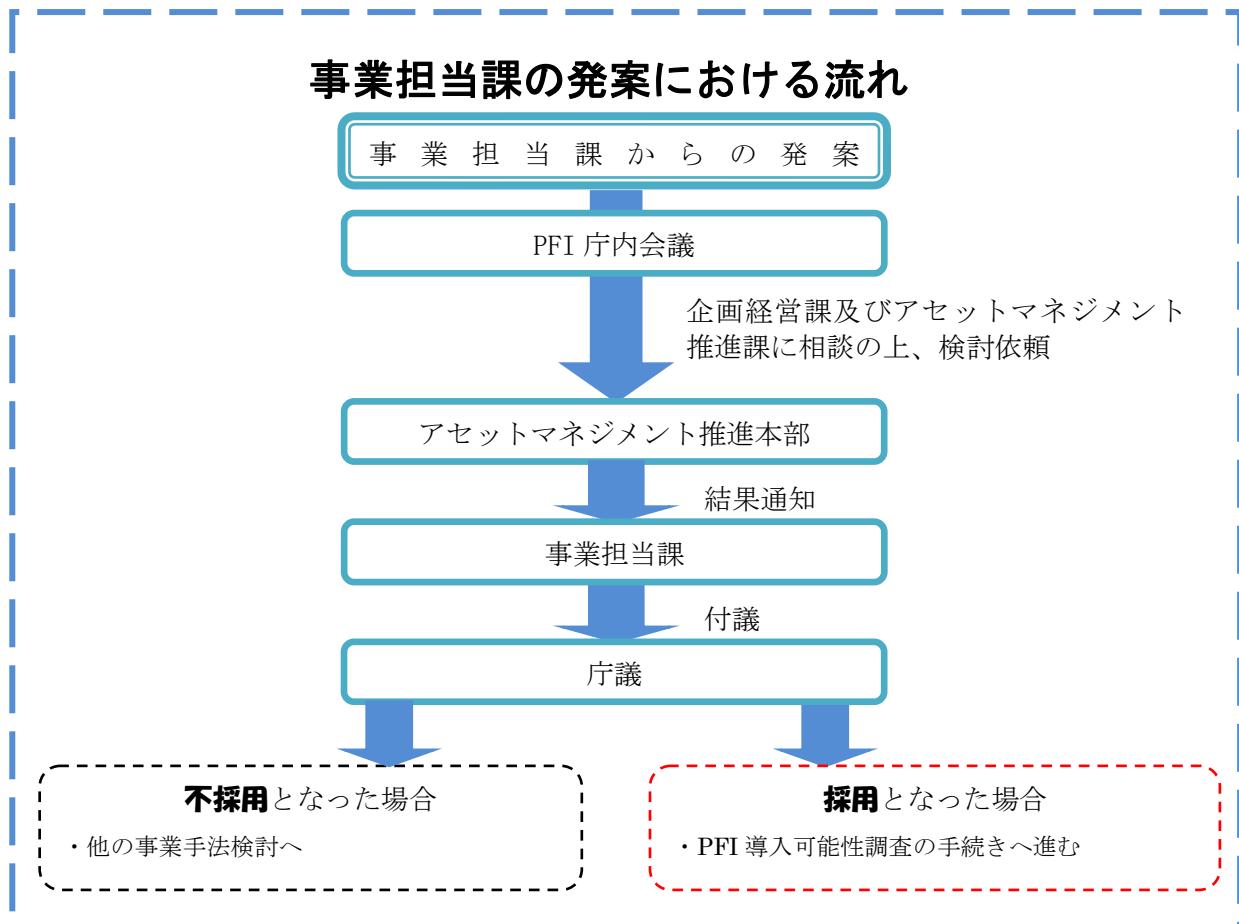 事業担当課の発案における流れ
事業担当課からの発案
PFI 庁内会議
企画経営課及びアセットマネジメント
推進課に相談の上、検討依頼
アセットマネジメント推進本部
結果通知
事業担当課
付議
庁議
不採用となった場合
・他の事業手法検討へ
採用となった場合
・PFI 導入可能性調査の手続きへ進む